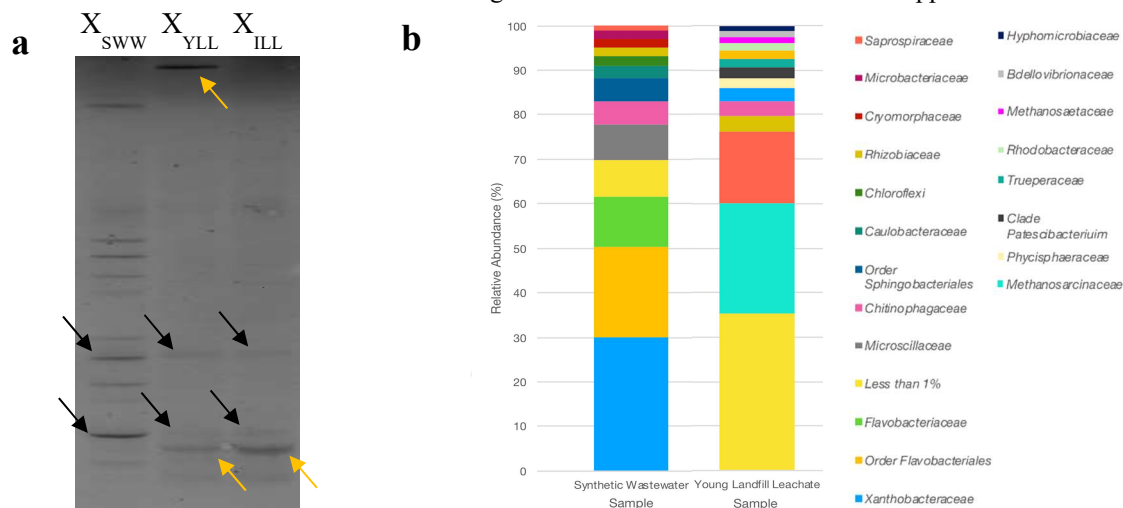 a
X SWW X YLL X ILL
b
100
90
80
70
60
50
40
30
20
10
0
Relative Abundance (%)
Synthetic Wastewater
Sample
Young Landfill Leachate
Sample
Saprospiraceae
Microbacteriaceae
Cryomorphaceae
Rhizobiaceae
Chloroflexi
Caulobacteraceae
Order
Sphingobacteriales
Chitinophagaceae
Microscillaceae
Less than 1%
Flavobacteriaceae
Order Flavobacteriales
Xanthobacteraceae
Hyphomicrobiaceae
Bdellovibrionaceae
Methanosaetaceae
Rhodobacteraceae
Trueperaceae
Clade
Patescibacteriuim
Phycisphaeraceae
Methanosarcinaceae